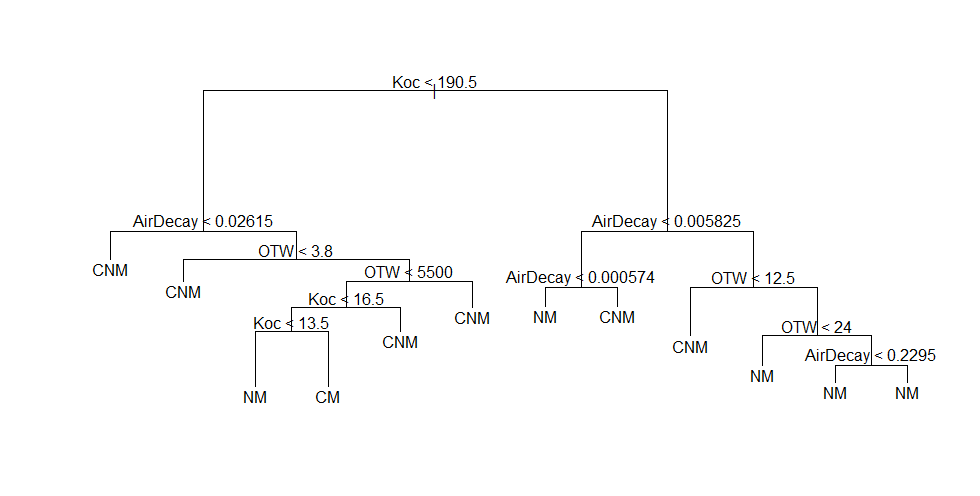 Koc < 190.5
AirDecay < 0.02615
AirDecay < 0.005825
OTW < 3.8
CNM
OTW < 5500
AirDecay < 0.000574
OTW < 12.5
CNM
Koc < 16.5
CNM
NM
CNM
Koc < 13.5
CNM
OTW < 24
CNM
AirDecay < 0.2295
NM
NM
CM
NM
NM